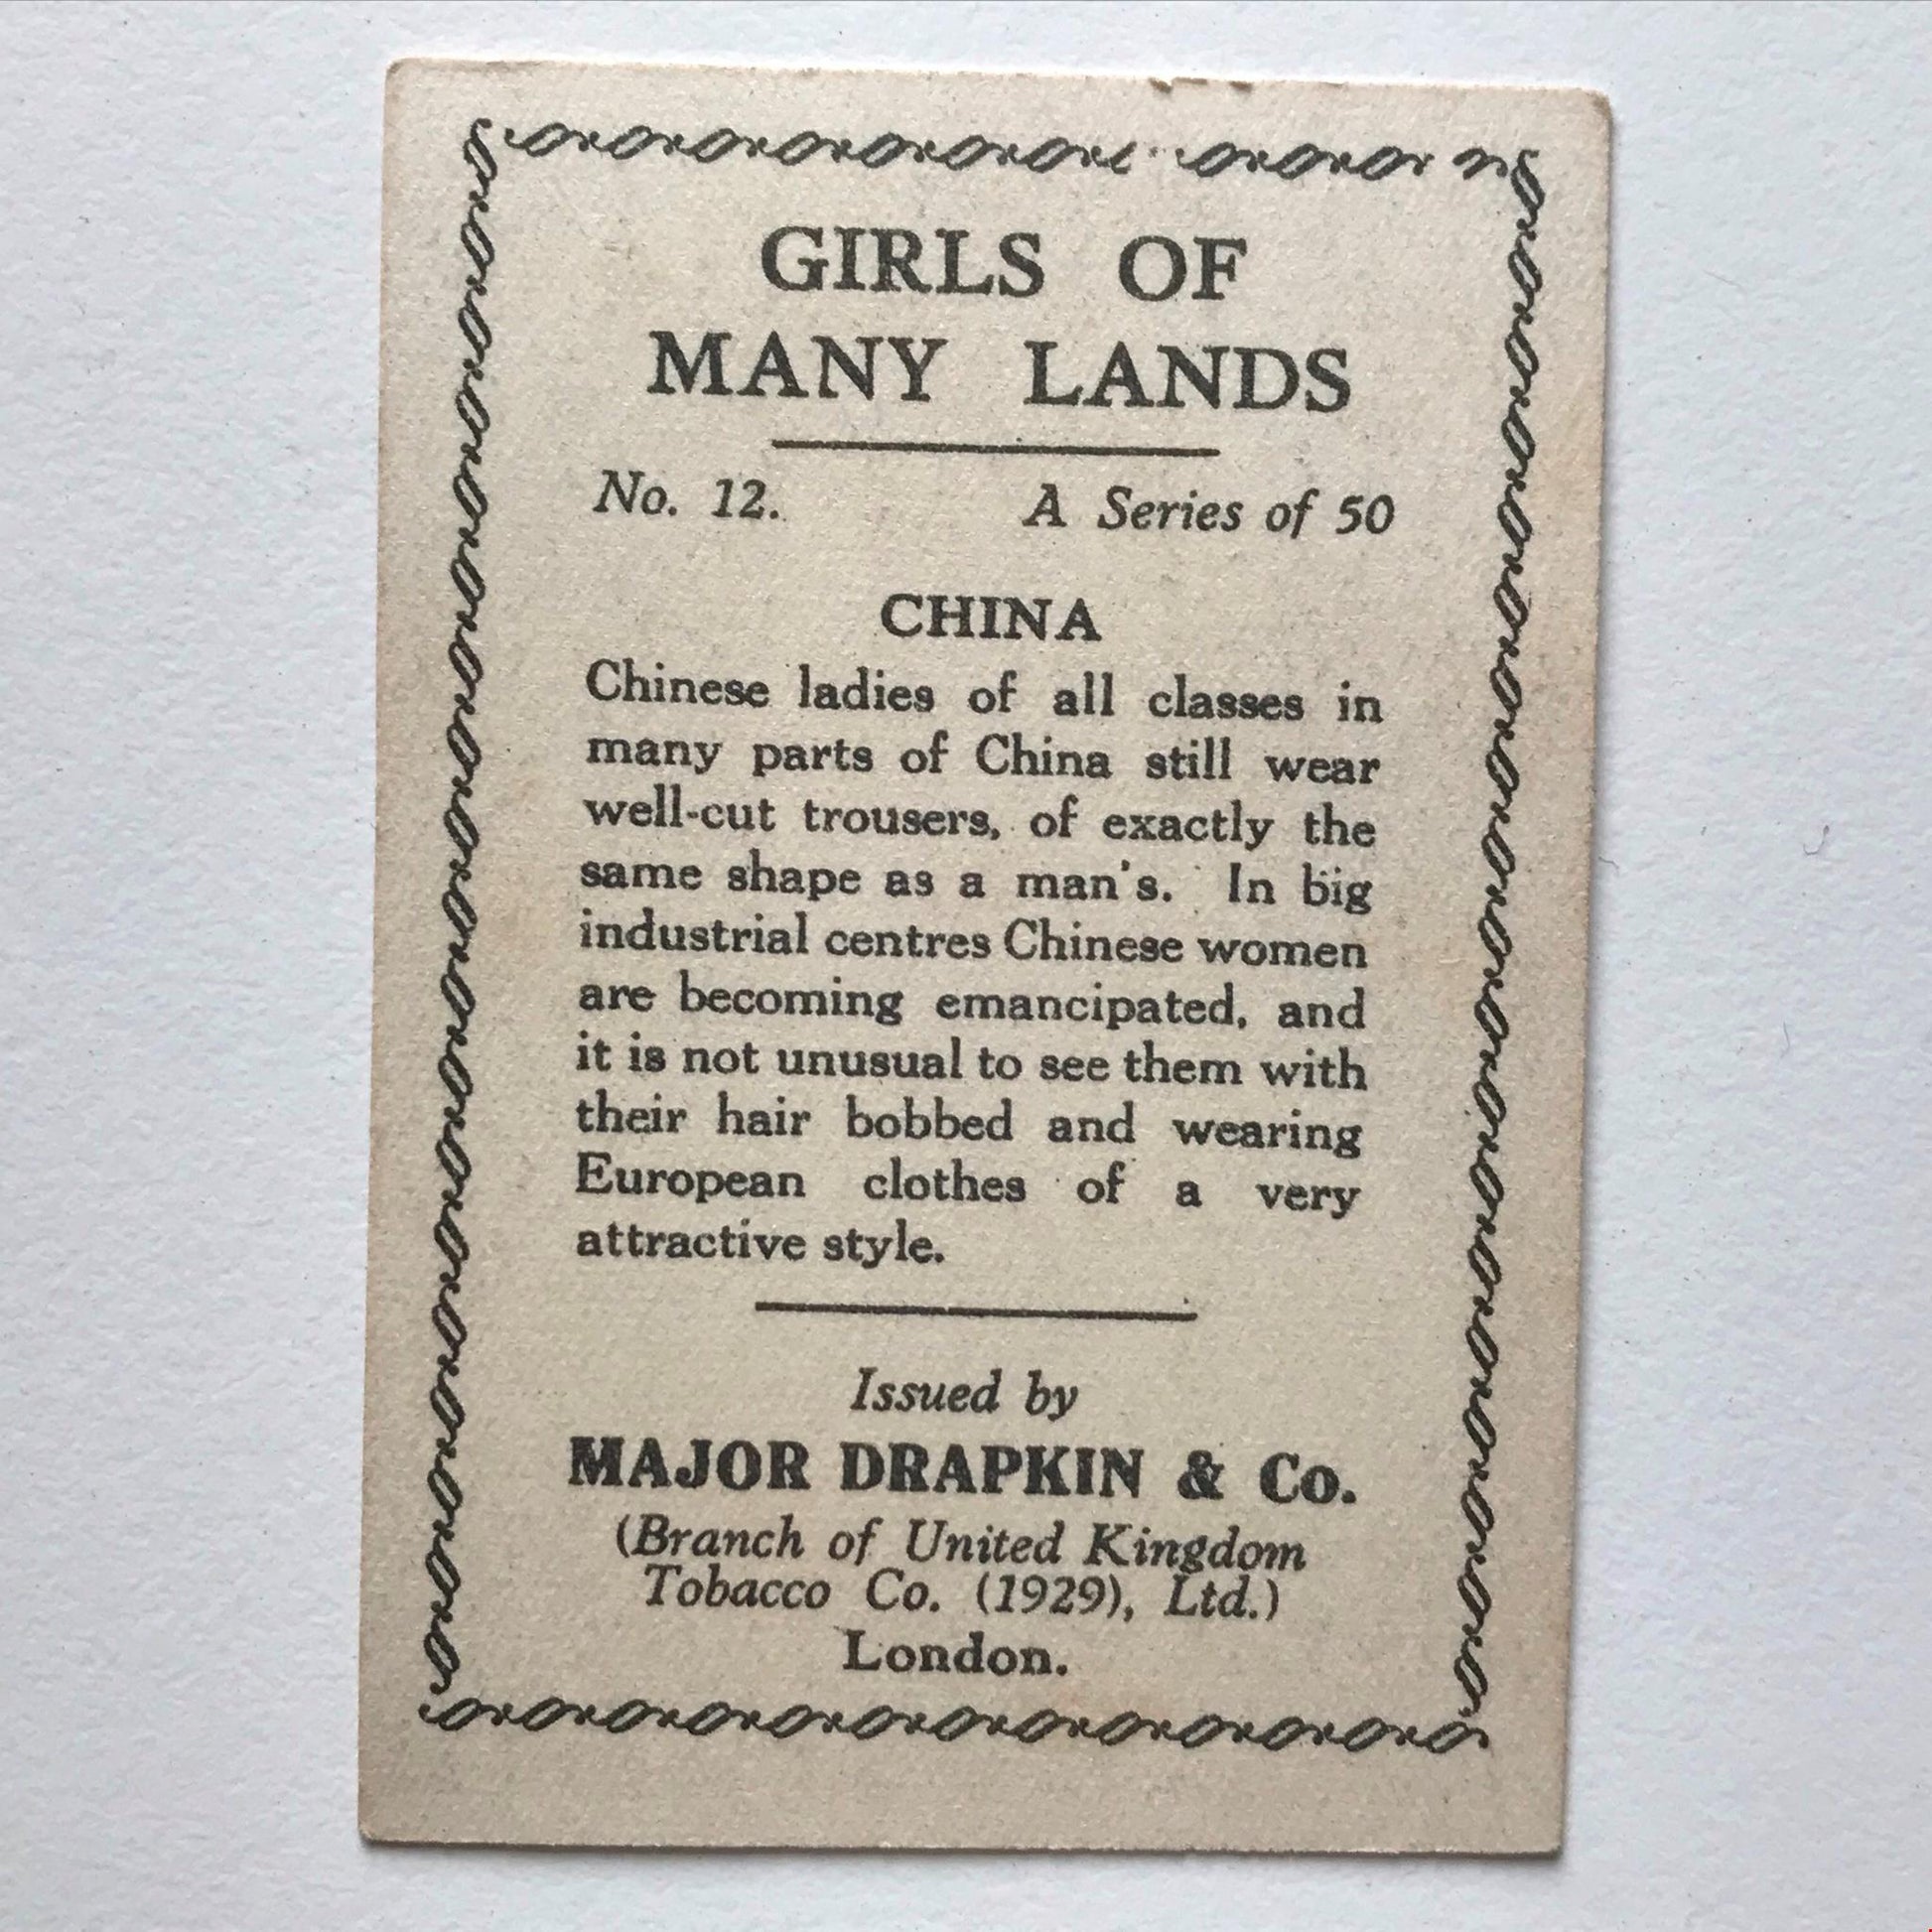 GIRLS OF
MANY LANDS
No. 12. A Series of 50
CHINA
Chinese ladies of all classes in
many parts of China still wear
well-cut trousers, of exactly the
same shape as a man's. In big
industrial centres Chinese women
are becoming emancipated, and
it is not unusual to see them with
their hair bobbed and wearing
European clothes of a very
attractive style.
Issued by
MAJOR DRAPKIN & Co.
(Branch of United Kingdom
Tobacco Co. (1929), Ltd.)
London.